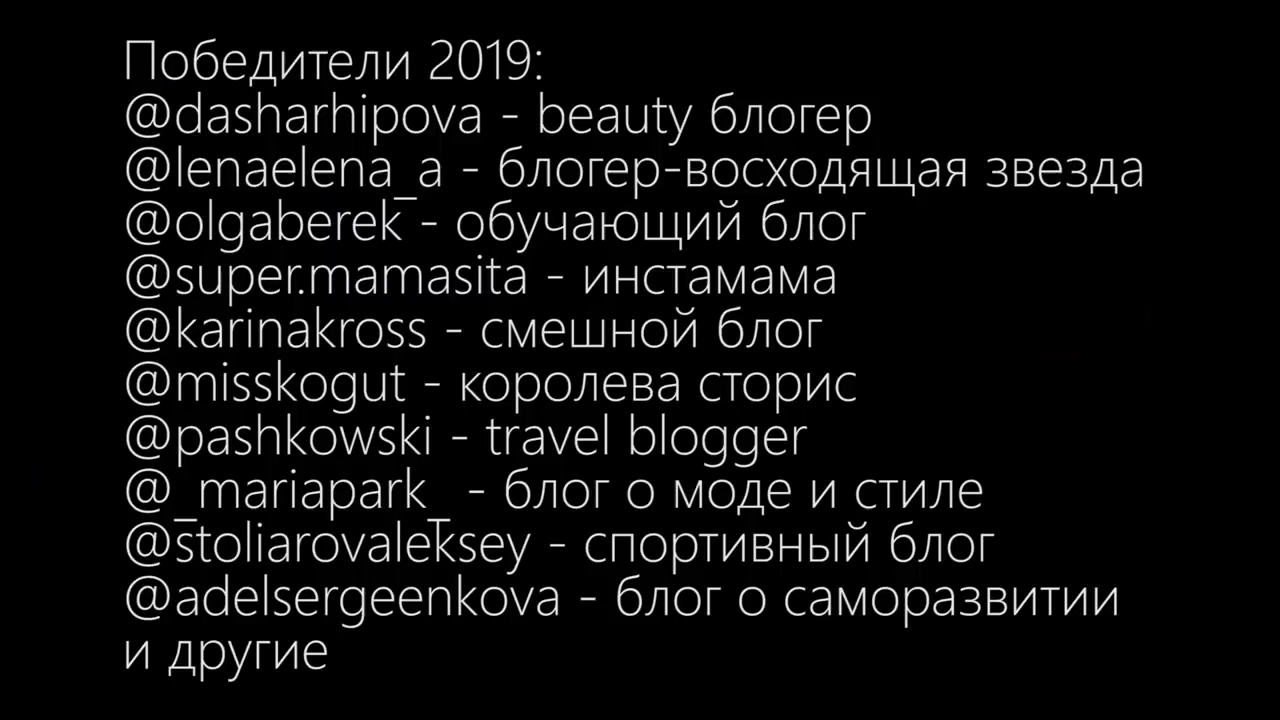 Победители 2019:
@dasharhipova - beauty блогер
@lenaelena_a - блогер-восходящая звезда
@olgaberek - обучающий блог
@super.mamasita - инстамама
@karinakross - смешной блог
@misskogut - королева сторис
@pashkowski - travel blogger
@_mariapark_ - блог о моде и стиле
@stoliarovaleksey - спортивный блог
@adelsergeenkova - блог о саморазвитии
и другие